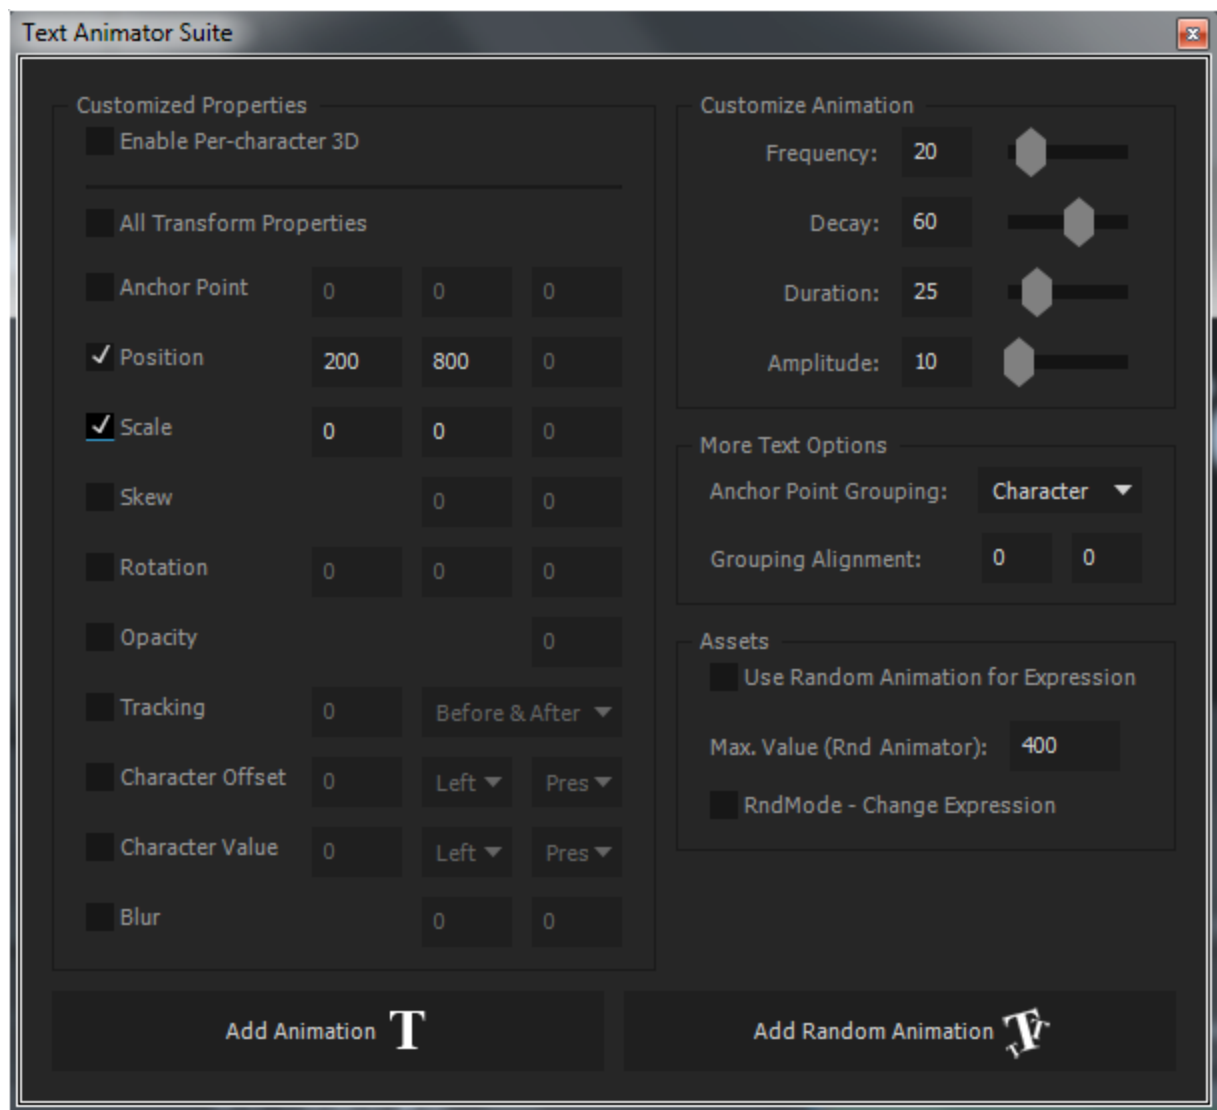 Text Animator Suite
Customized Properties
Enable Per-character 3D
All Transform Properties
Anchor Point 0 0 0
Position 200 800 0
Scale 0 0 0
Skew 0 0
Rotation 0 0 0
Opacity 0
Tracking 0 Before & After
Character Offset 0 Left Pres
Character Value 0 Left Pres
Blur 0 0
Customize Animation
Frequency: 20
Decay: 60
Duration: 25
Amplitude: 10
More Text Options
Anchor Point Grouping: Character
Grouping Alignment: 0 0
Assets
Use Random Animation for Expression
Max. Value (Rnd Animator): 400
RndMode - Change Expression
Add Animation T
Add Random Animation TTT